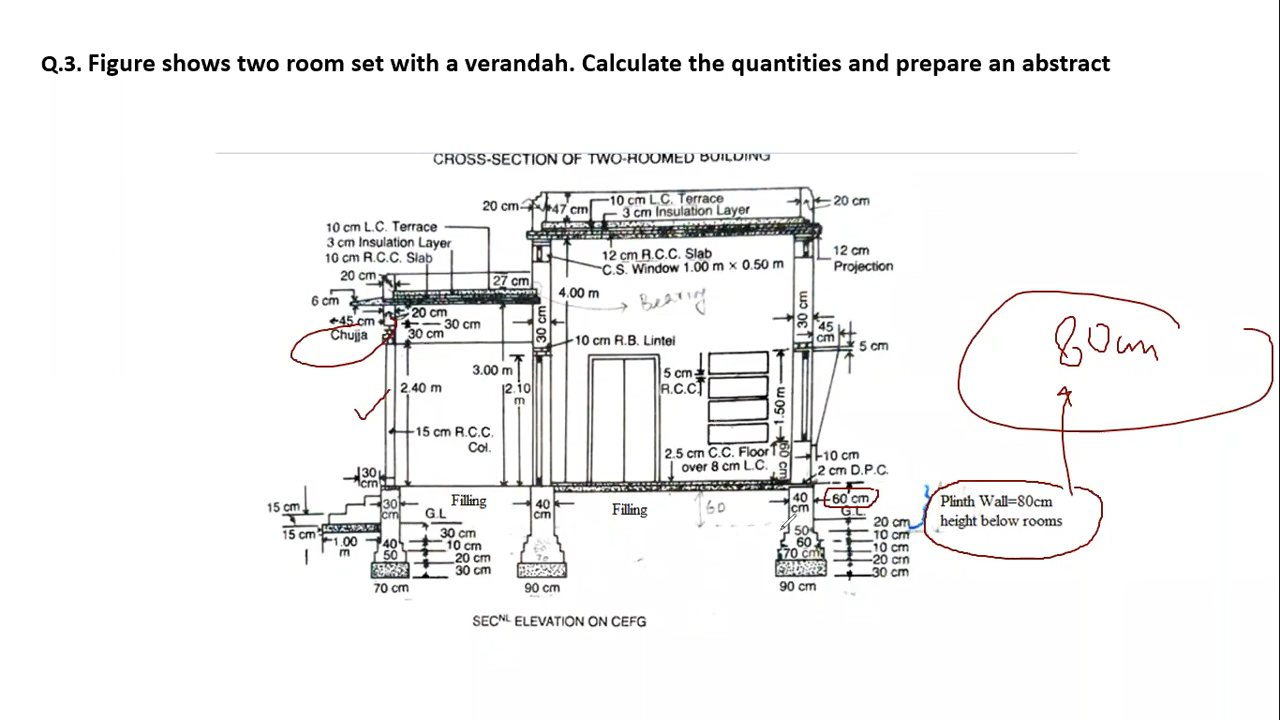 Q.3. Figure shows two room set with a verandah. Calculate the quantities and prepare an abstract
CROSS-SECTION OF TWO-ROOMED BUILDING
20 cm
47 cm
10 cm L.C. Terrace
3 cm Insulation Layer
20 cm
10 cm L.C. Terrace
3 cm Insulation Layer
10 cm R.C.C. Slab
12 cm R.C.C. Slab
C.S. Window 1.00 m × 0.50 m
12 cm
Projection
20 cm
27 cm
4.00 m
Bearing
6 cm
45 cm
Chujja
20 cm
30 cm
30 cm
30 cm
30 cm
45
cm
5 cm
10 cm R.B. Lintel
80cm
3.00 m
2.10
m
2.40 m
5 cm
R.C.C.
1.50 m
15 cm R.C.C.
Col.
2.5 cm C.C. Floor
over 8 cm L.C.
60 cm
10 cm
2 cm D.P.C.
30
cm
15 cm
30
cm
Filling
40
cm
Filling
60
40
cm
60 cm
G.L.
Plinth Wall=80cm
height below rooms
G.L
15 cm
1.00
m
40
50
30 cm
10 cm
20 cm
30 cm
50
60
70 cm
20 cm
10 cm
10 cm
20 cm
30 cm
70 cm
90 cm
90 cm
SECNL ELEVATION ON CEFG